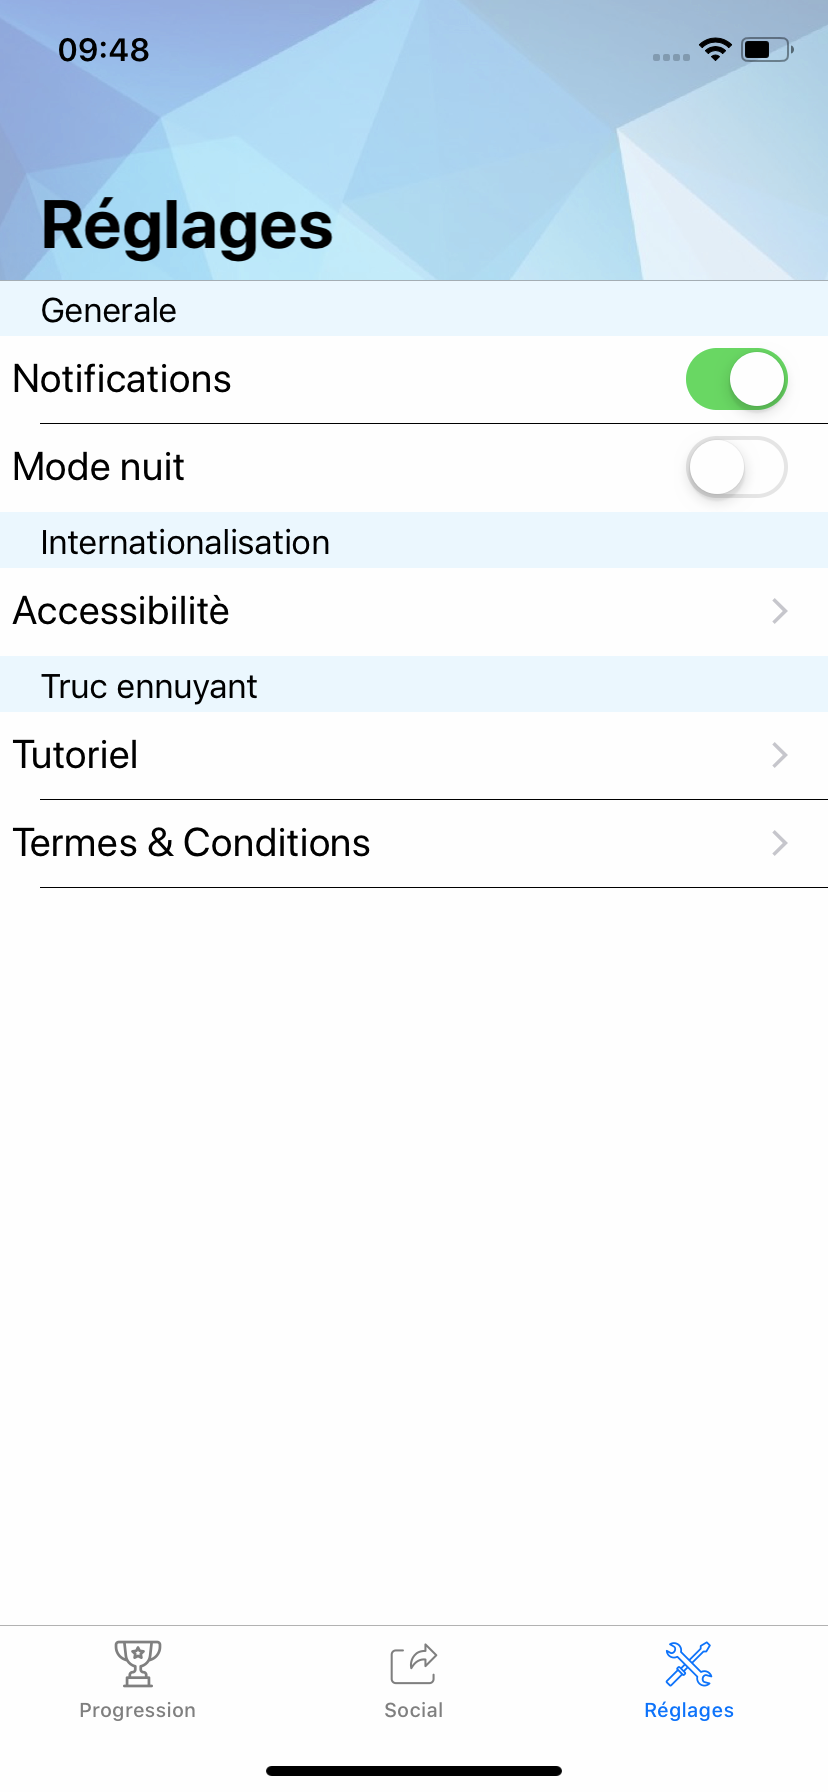 09:48
Réglages
Generale
Notifications
Mode nuit
Internationalisation
Accessibilitè
Truc ennuyant
Tutoriel
Termes & Conditions
Progression
Social
Réglages